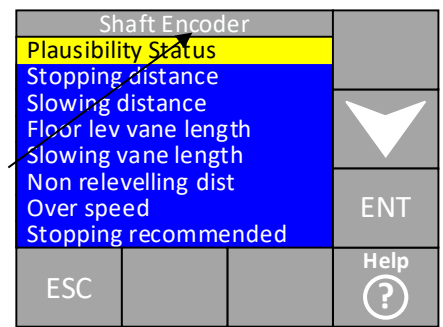 Shaft Encoder
Plausibility Status
Stopping distance
Slowing distance
Floor lev vane length
Slowing vane length
Non relevelling dist
Over speed
Stopping recommended
ENT
ESC
Help
?